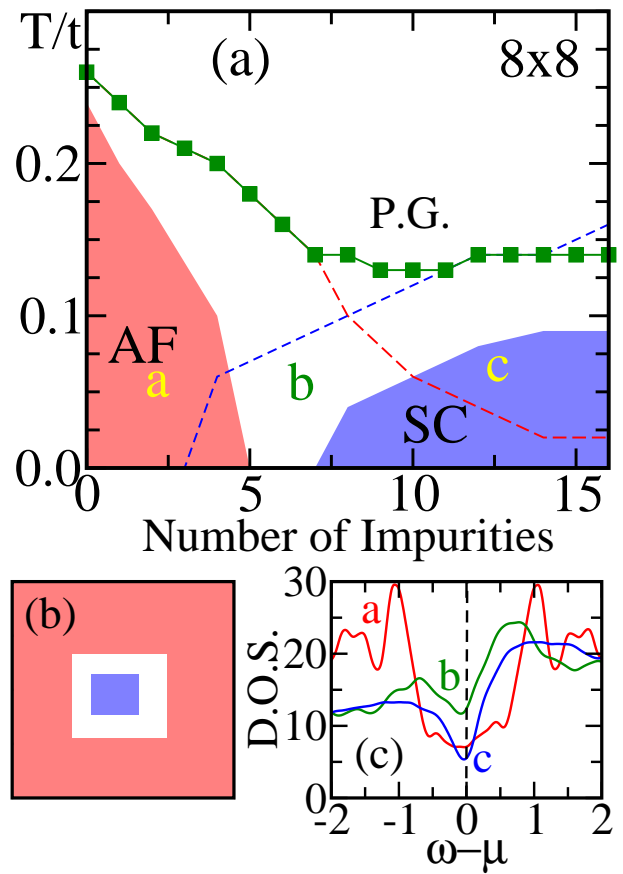 T/t
(a)
8x8
0.2
P.G.
0.1
AF
a
b
c
SC
0.0
0
5
10
15
Number of Impurities
(b)
30
a
20
D.O.S.
b
10
(c)
c
0
-2
-1
0
1
2
ω−μ